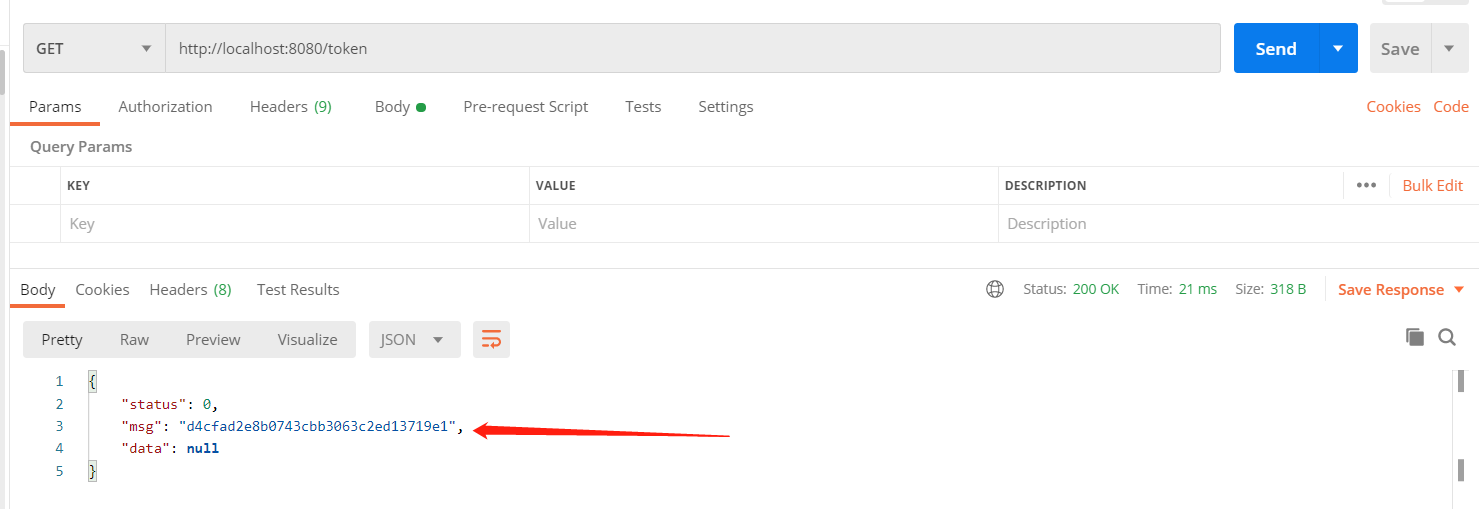 GET http://localhost:8080/token Send Save
Params Authorization Headers (9) Body Pre-request Script Tests Settings Cookies Code
Query Params
KEY VALUE DESCRIPTION ••• Bulk Edit
Key Value Description
Body Cookies Headers (8) Test Results Status: 200 OK Time: 21 ms Size: 318 B Save Response
Pretty Raw Preview Visualize JSON
1 {
2 "status": 0,
3 "msg": "d4cfad2e8b0743cbb3063c2ed13719e1",
4 "data": null
5 }